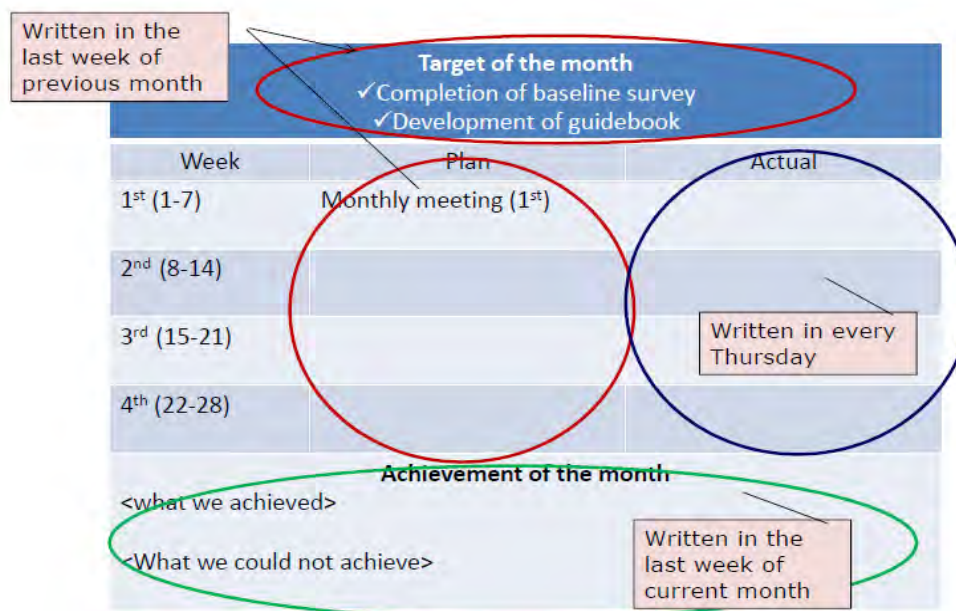 Written in the
last week of
previous month
Target of the month
✓Completion of baseline survey
✓Development of guidebook
Week Plan Actual
1st (1-7) Monthly meeting (1st)
2nd (8-14)
3rd (15-21)
Written in every
Thursday
4th (22-28)
Achievement of the month
<what we achieved>
<What we could not achieve>
Written in the
last week of
current month